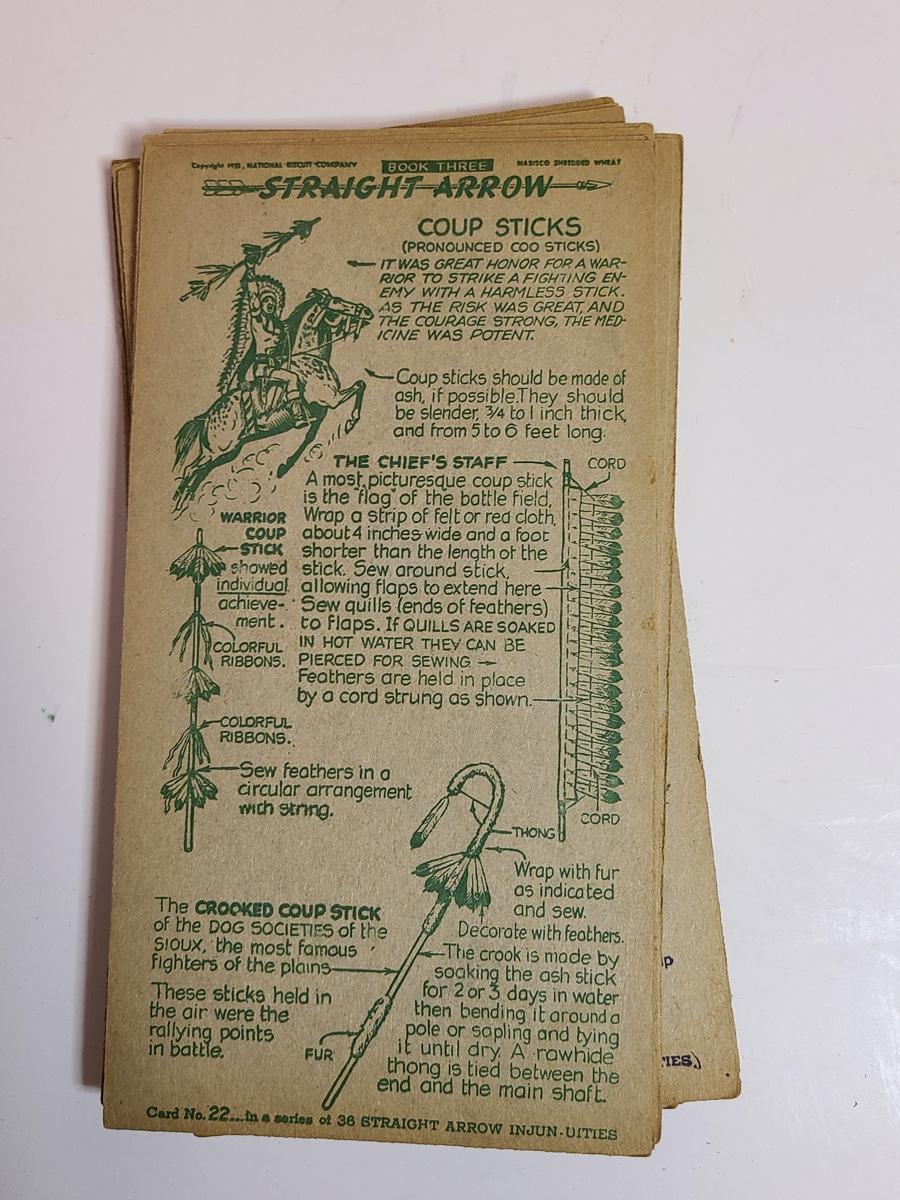 Copyright 1951, NATIONAL BISCUIT COMPANY
BOOK THREE
NABISCO SHREDDED WHEAT
STRAIGHT ARROW
COUP STICKS
(PRONOUNCED COO STICKS)
IT WAS GREAT HONOR FOR A WAR-
RIOR TO STRIKE A FIGHTING EN-
EMY WITH A HARMLESS STICK.
AS THE RISK WAS GREAT, AND
THE COURAGE STRONG, THE MED-
ICINE WAS POTENT.
Coup sticks should be made of
ash, if possible. They should
be slender, 3/4 to 1 inch thick,
and from 5 to 6 feet long.
THE CHIEF'S STAFF
CORD
A most picturesque coup stick
is the "flag" of the battle field,
Wrap a strip of felt or red cloth,
about 4 inches wide and a foot
shorter than the length of the
stick. Sew around stick,
allowing flaps to extend here
Sew quills (ends of feathers)
to flaps. If QUILLS ARE SOAKED
IN HOT WATER THEY CAN BE
PIERCED FOR SEWING
Feathers are held in place
by a cord strung as shown.
WARRIOR
COUP
STICK
showed
individual
achieve-
ment.
COLORFUL
RIBBONS.
COLORFUL
RIBBONS.
Sew feathers in a
circular arrangement
with string.
CORD
THONG
Wrap with fur
as indicated
and sew.
Decorate with feathers.
The CROOKED COUP STICK
of the DOG SOCIETIES of the
SIOUX, the most famous
fighters of the plains
These sticks held in
the air were the
rallying points
in battle.
FUR
The crook is made by
soaking the ash stick
for 2 or 3 days in water
then bending it around a
pole or sapling and tying
it until dry. A rawhide
thong is tied between the
end and the main shaft.
Card No. 22...in a series of 36 STRAIGHT ARROW INJUN-UITIES
IES.)